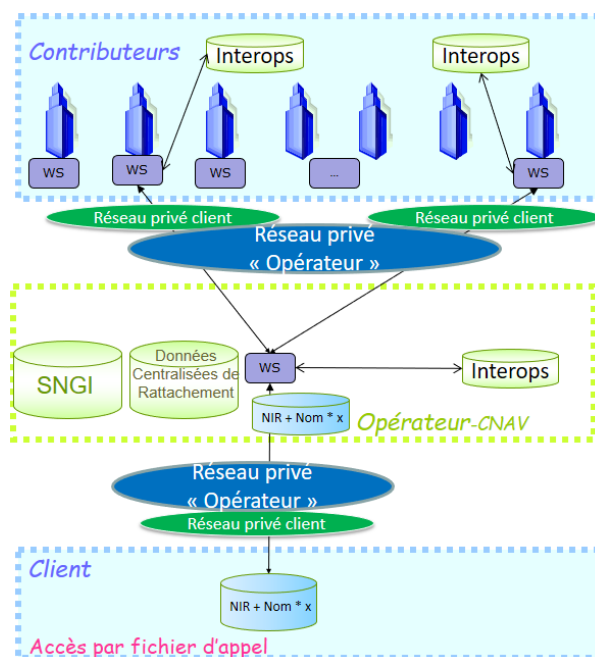 Contributeurs
Interops
Interops
WS
WS
WS
...
WS
Réseau privé client
Réseau privé client
Réseau privé
« Opérateur »
SNGI
Données
Centralisées de
Rattachement
WS
Interops
NIR + Nom * x
Opérateur-CNAV
Réseau privé
« Opérateur »
Réseau privé client
Client
NIR + Nom * x
Accès par fichier d'appel